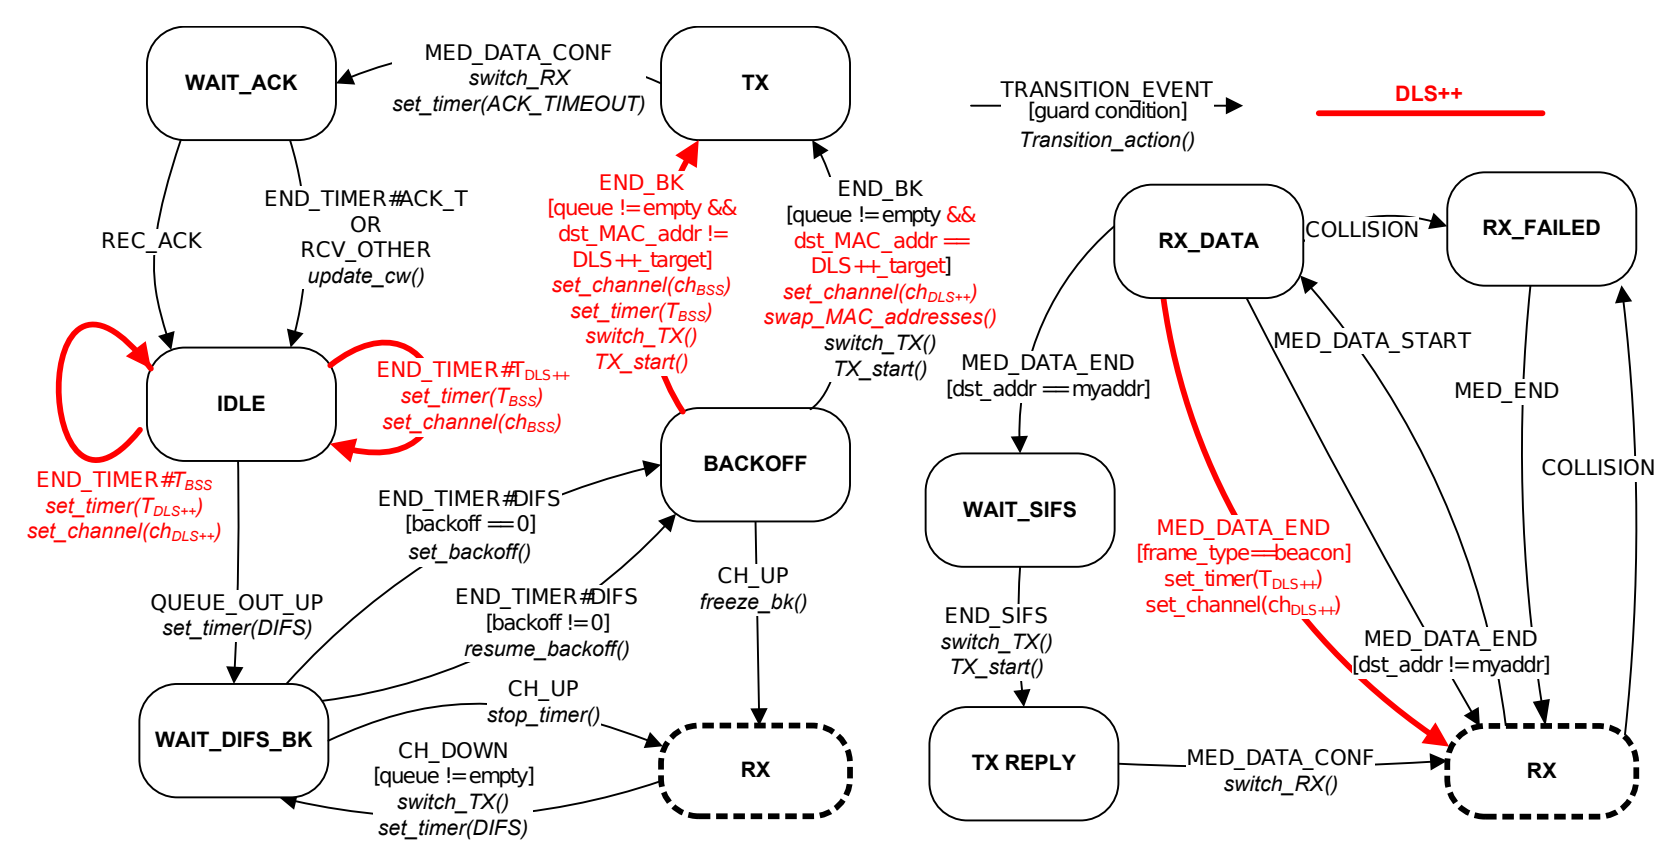 WAIT_ACK
MED_DATA_CONF
switch_RX
set_timer(ACK_TIMEOUT)
TX
TRANSITION_EVENT
[guard condition]
Transition_action()
DLS++
REC_ACK
END_TIMER#ACK_T
OR
RCV_OTHER
update_cw()
END_BK
[queue != empty &&
dst_MAC_addr !=
DLS++_target]
set_channel(chBSS)
set_timer(TBSS)
switch_TX()
TX_start()
END_BK
[queue != empty &&
dst_MAC_addr ==
DLS++_target]
set_channel(chDLS++)
swap_MAC_addresses()
switch_TX()
TX_start()
RX_DATA
COLLISION
RX_FAILED
IDLE
END_TIMER#TDLS++
set_timer(TBSS)
set_channel(chBSS)
END_TIMER#TBSS
set_timer(TDLS++)
set_channel(chDLS++)
MED_DATA_END
[dst_addr == myaddr]
MED_DATA_START
MED_END
COLLISION
BACKOFF
WAIT_SIFS
END_TIMER#DIFS
[backoff == 0]
set_backoff()
END_TIMER#DIFS
[backoff != 0]
resume_backoff()
CH_UP
freeze_bk()
QUEUE_OUT_UP
set_timer(DIFS)
END_SIFS
switch_TX()
TX_start()
MED_DATA_END
[frame_type==beacon]
set_timer(TDLS++)
set_channel(chDLS++)
MED_DATA_END
[dst_addr != myaddr]
WAIT_DIFS_BK
CH_UP
stop_timer()
CH_DOWN
[queue != empty]
switch_TX()
set_timer(DIFS)
RX
TX REPLY
MED_DATA_CONF
switch_RX()
RX